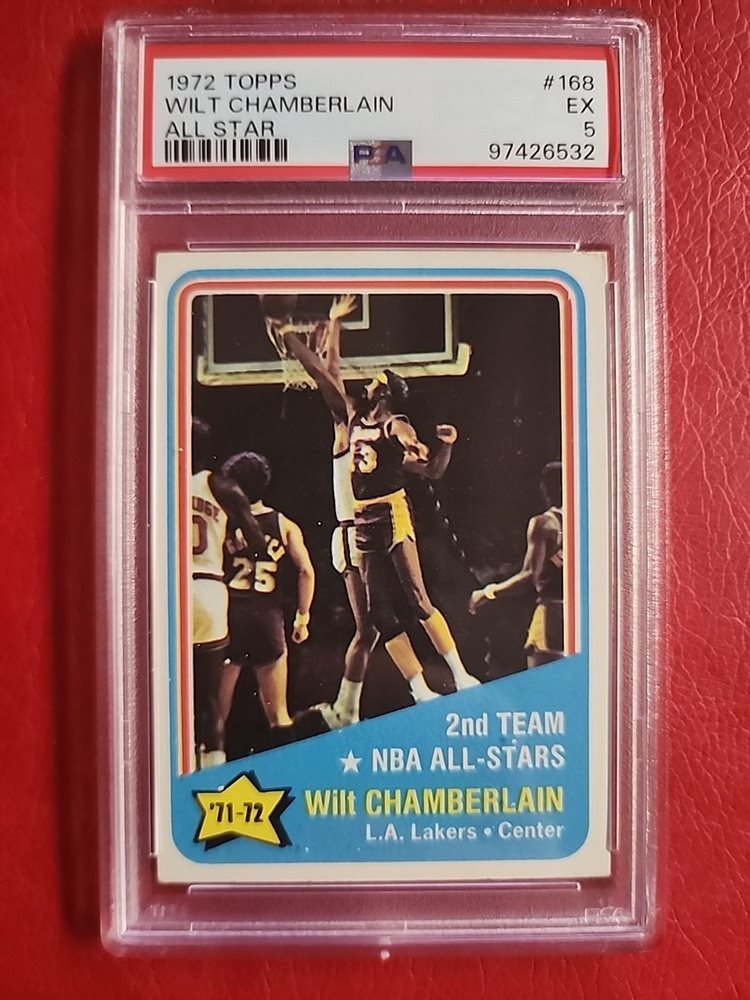 1972 TOPPS #168
WILT CHAMBERLAIN EX
ALL STAR 5
PSA 97426532
25
2nd TEAM
★ NBA ALL-STARS
'71-72
Wilt CHAMBERLAIN
L.A. Lakers • Center